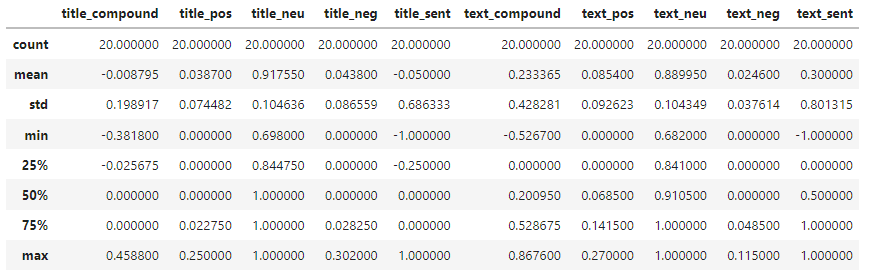 title_compound title_pos title_neu title_neg title_sent text_compound text_pos text_neu text_neg text_sent
count 20.000000 20.000000 20.000000 20.000000 20.000000 20.000000 20.000000 20.000000 20.000000 20.000000
mean -0.008795 0.038700 0.917550 0.043800 -0.050000 0.233365 0.085400 0.889950 0.024600 0.300000
std 0.198917 0.074482 0.104636 0.086559 0.686333 0.428281 0.092623 0.104349 0.037614 0.801315
min -0.381800 0.000000 0.698000 0.000000 -1.000000 -0.526700 0.000000 0.682000 0.000000 -1.000000
25% -0.025675 0.000000 0.844750 0.000000 -0.250000 0.000000 0.000000 0.841000 0.000000 0.000000
50% 0.000000 0.000000 1.000000 0.000000 0.000000 0.200950 0.068500 0.910500 0.000000 0.500000
75% 0.000000 0.022750 1.000000 0.028250 0.000000 0.528675 0.141500 1.000000 0.048500 1.000000
max 0.458800 0.250000 1.000000 0.302000 1.000000 0.867600 0.270000 1.000000 0.115000 1.000000